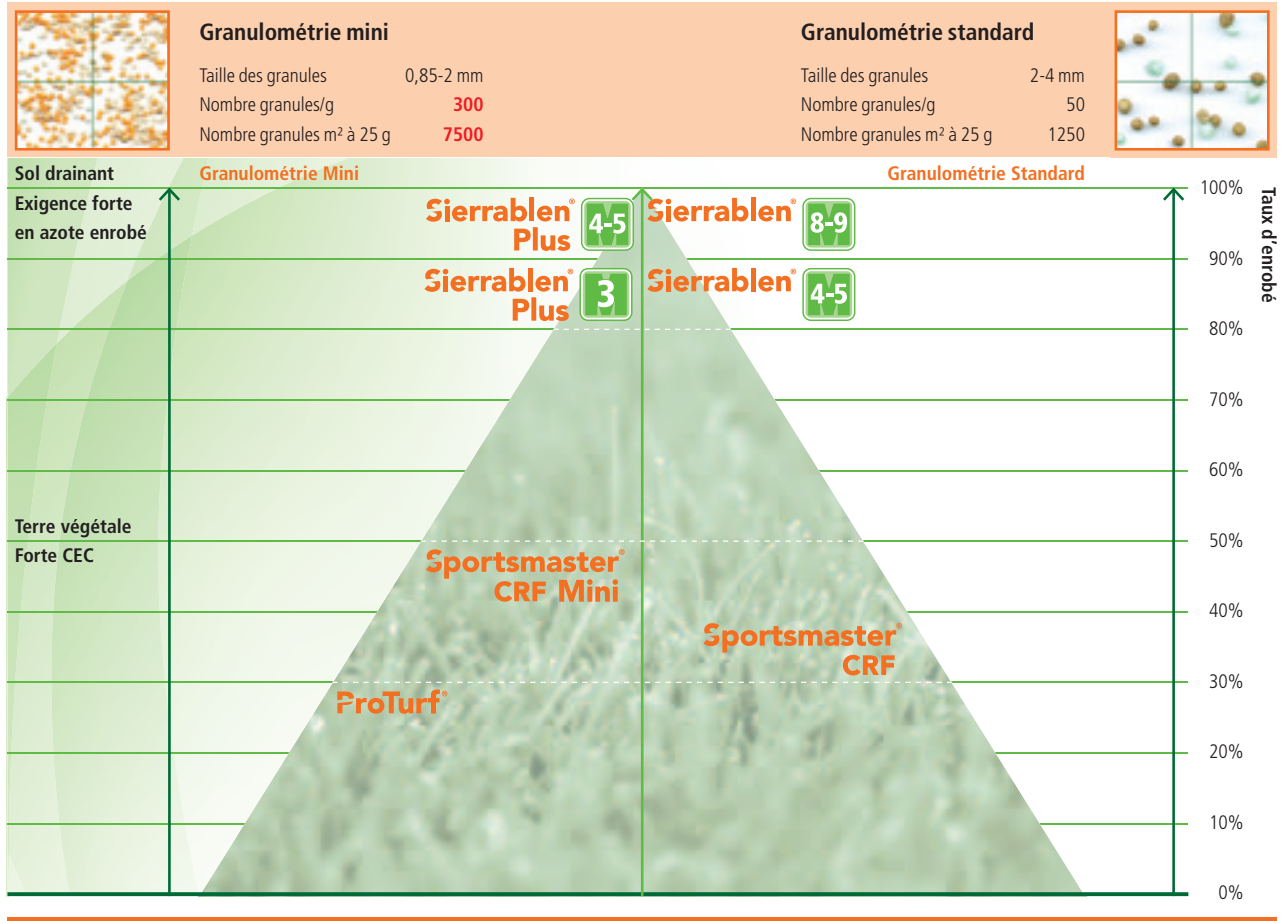 Granulométrie mini
Taille des granules 0,85-2 mm
Nombre granules/g 300
Nombre granules m² à 25 g 7500
Granulométrie standard
Taille des granules 2-4 mm
Nombre granules/g 50
Nombre granules m² à 25 g 1250
Sol drainant
Exigence forte
en azote enrobé
Granulométrie Mini
Granulométrie Standard
Sierrablen®
Plus
4-5
Sierrablen®
8-9
Sierrablen®
Plus
3
Sierrablen®
4-5
Terre végétale
Forte CEC
Sportsmaster®
CRF Mini
Sportsmaster®
CRF
ProTurf®
100%
90%
80%
70%
60%
50%
40%
30%
20%
10%
0%
Taux d'enrobé